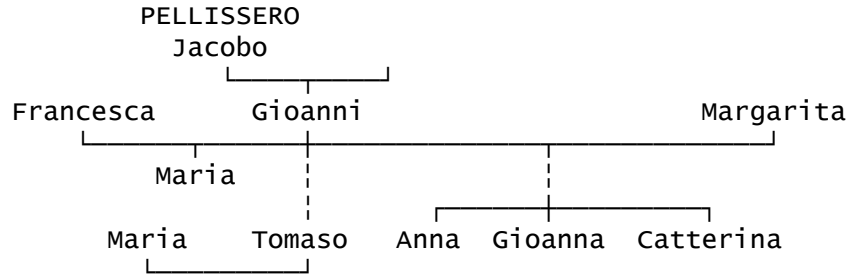 PELLISSERO
Jacobo
Francesca Gioanni Margarita
Maria
Maria Tomaso Anna Gioanna Catterina